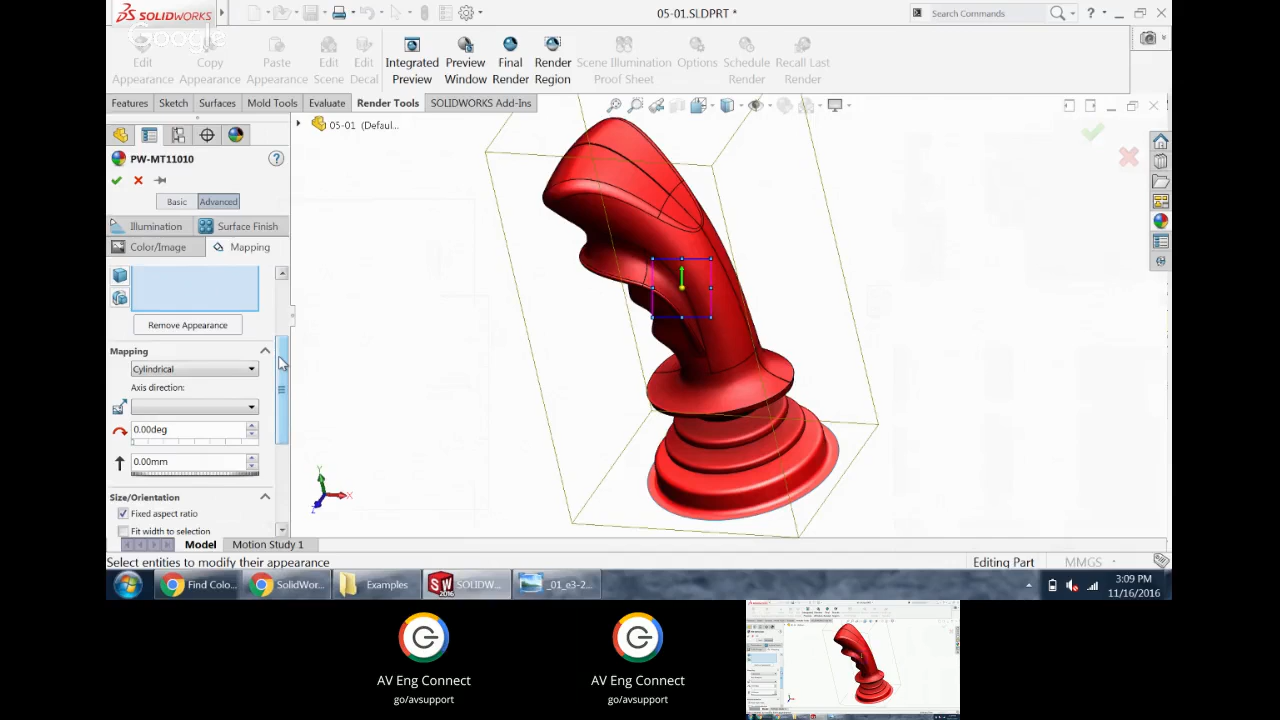 SOLIDWORKS
05-01.SLDPRT *
Search Commands
Google
Edit Appearance
Copy Appearance
Paste Appearance
Edit Scene
Edit Decal
Integrated Preview
Preview Window
Final Render
Render Region
Scene Illumination Proof Sheet
Options
Schedule Render
Recall Last Render
Features
Sketch
Surfaces
Mold Tools
Evaluate
Render Tools
SOLIDWORKS Add-Ins
05-01 (Defaul...
PW-MT11010
Basic
Advanced
Illumination
Surface Finish
Color/Image
Mapping
Remove Appearance
Mapping
Cylindrical
Axis direction:
0.00deg
0.00mm
Size/Orientation
Fixed aspect ratio
Fit width to selection
Y
X
Z
Model
Motion Study 1
Select entities to modify their appearance
Editing Part
MMGS
Find Colo...
SolidWor...
Examples
SW
2016
SOLIDW...
_01_e3-2...
3:09 PM
11/16/2016
AV Eng Connect
go/avsupport
AV Eng Connect
go/avsupport